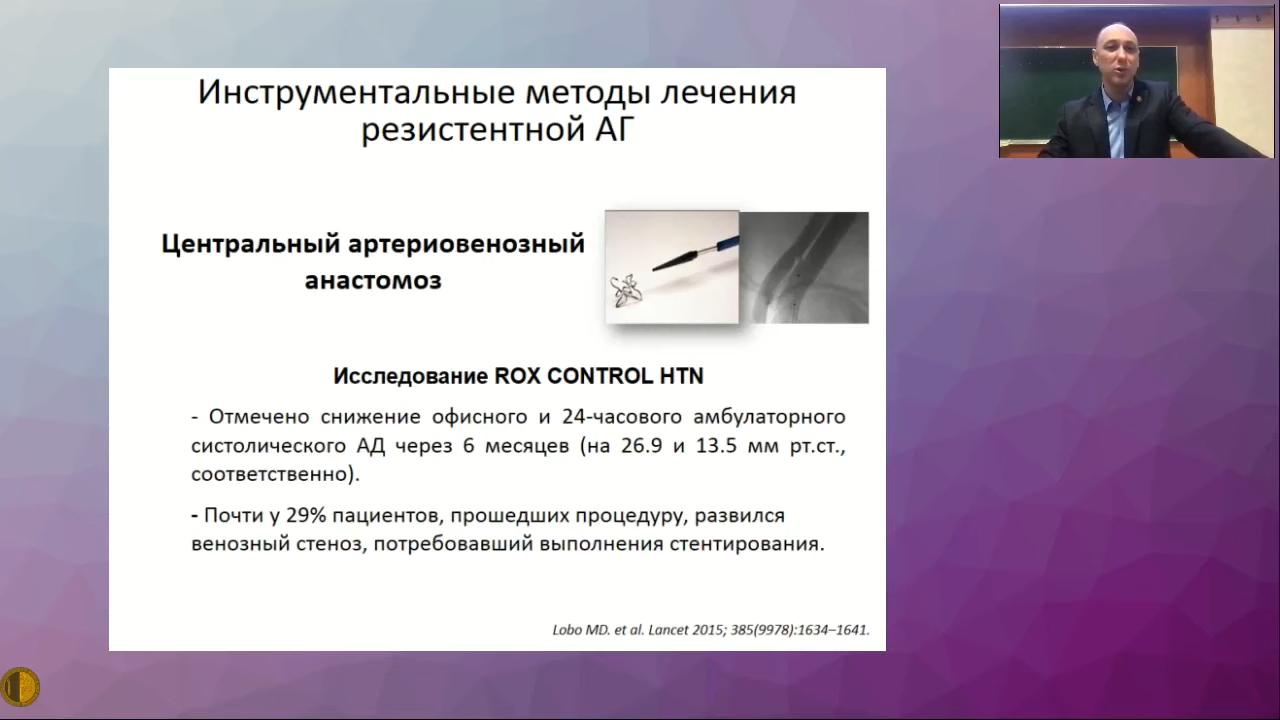 Инструментальные методы лечения
резистентной АГ
Центральный артериовенозный
анастомоз
Исследование ROX CONTROL HTN
- Отмечено снижение офисного и 24-часового амбулаторного
систолического АД через 6 месяцев (на 26.9 и 13.5 мм рт.ст.,
соответственно).
- Почти у 29% пациентов, прошедших процедуру, развился
венозный стеноз, потребовавший выполнения стентирования.
Lobo MD. et al. Lancet 2015; 385(9978):1634–1641.